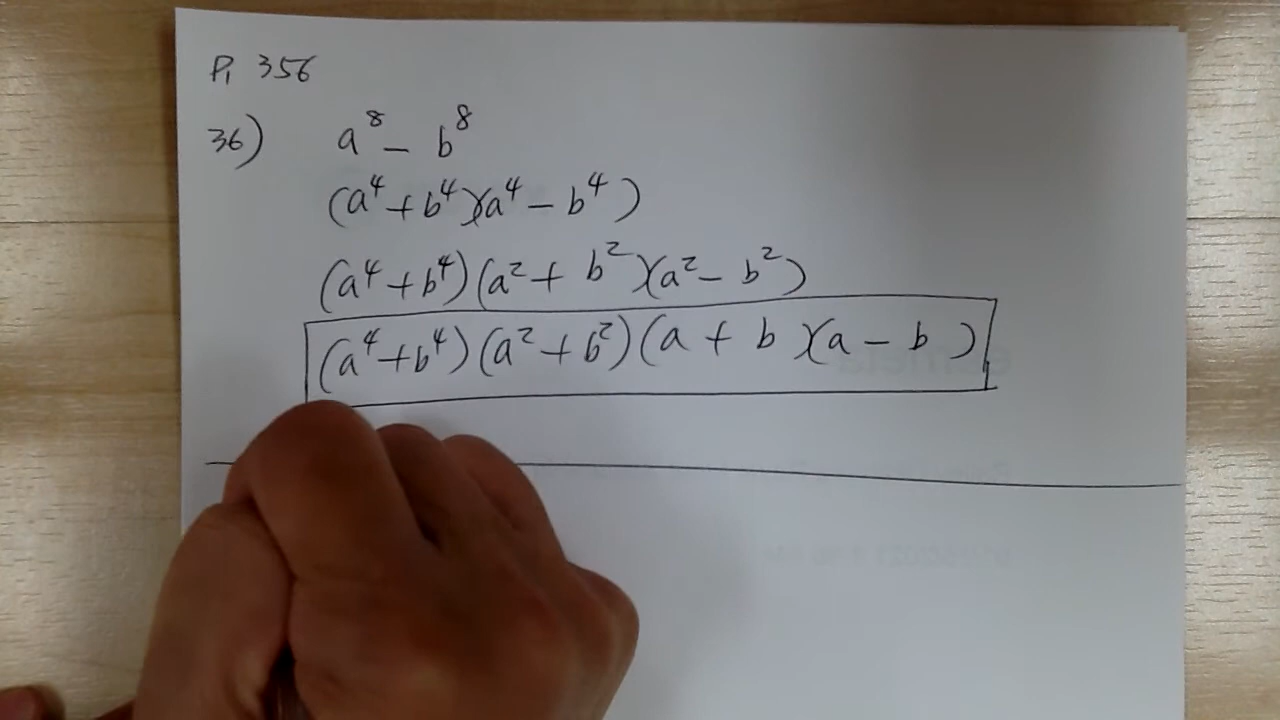 P. 356
36) a⁸ - b⁸
(a⁴ + b⁴)(a⁴ - b⁴)
(a⁴ + b⁴)(a² + b²)(a² - b²)
(a⁴ + b⁴)(a² + b²)(a + b)(a - b)